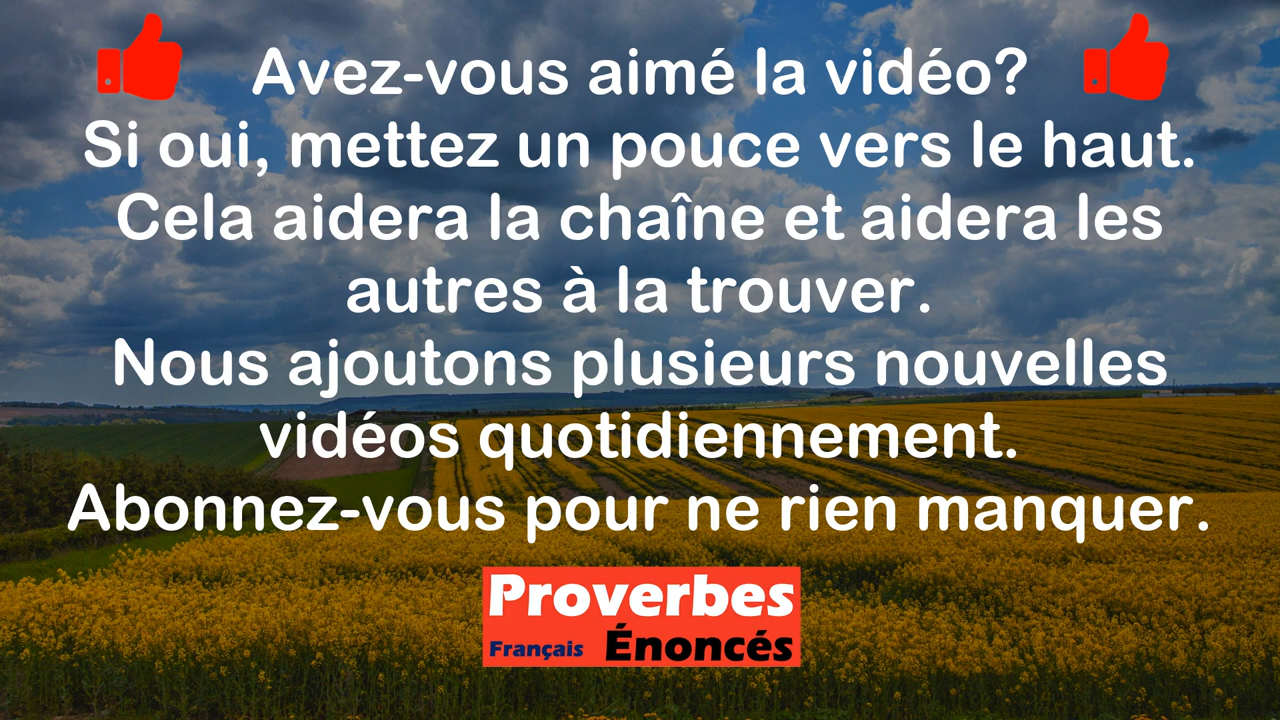 Avez-vous aimé la vidéo?
Si oui, mettez un pouce vers le haut.
Cela aidera la chaîne et aidera les
autres à la trouver.
Nous ajoutons plusieurs nouvelles
vidéos quotidiennement.
Abonnez-vous pour ne rien manquer.
Proverbes
Français Énoncés